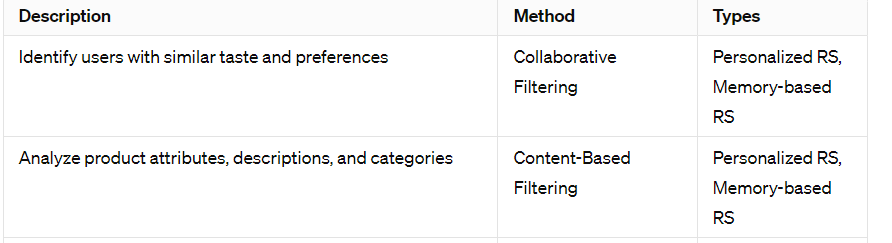 Description Method Types
Identify users with similar taste and preferences Collaborative Personalized RS,
Filtering Memory-based
RS
Analyze product attributes, descriptions, and categories Content-Based Personalized RS,
Filtering Memory-based
RS